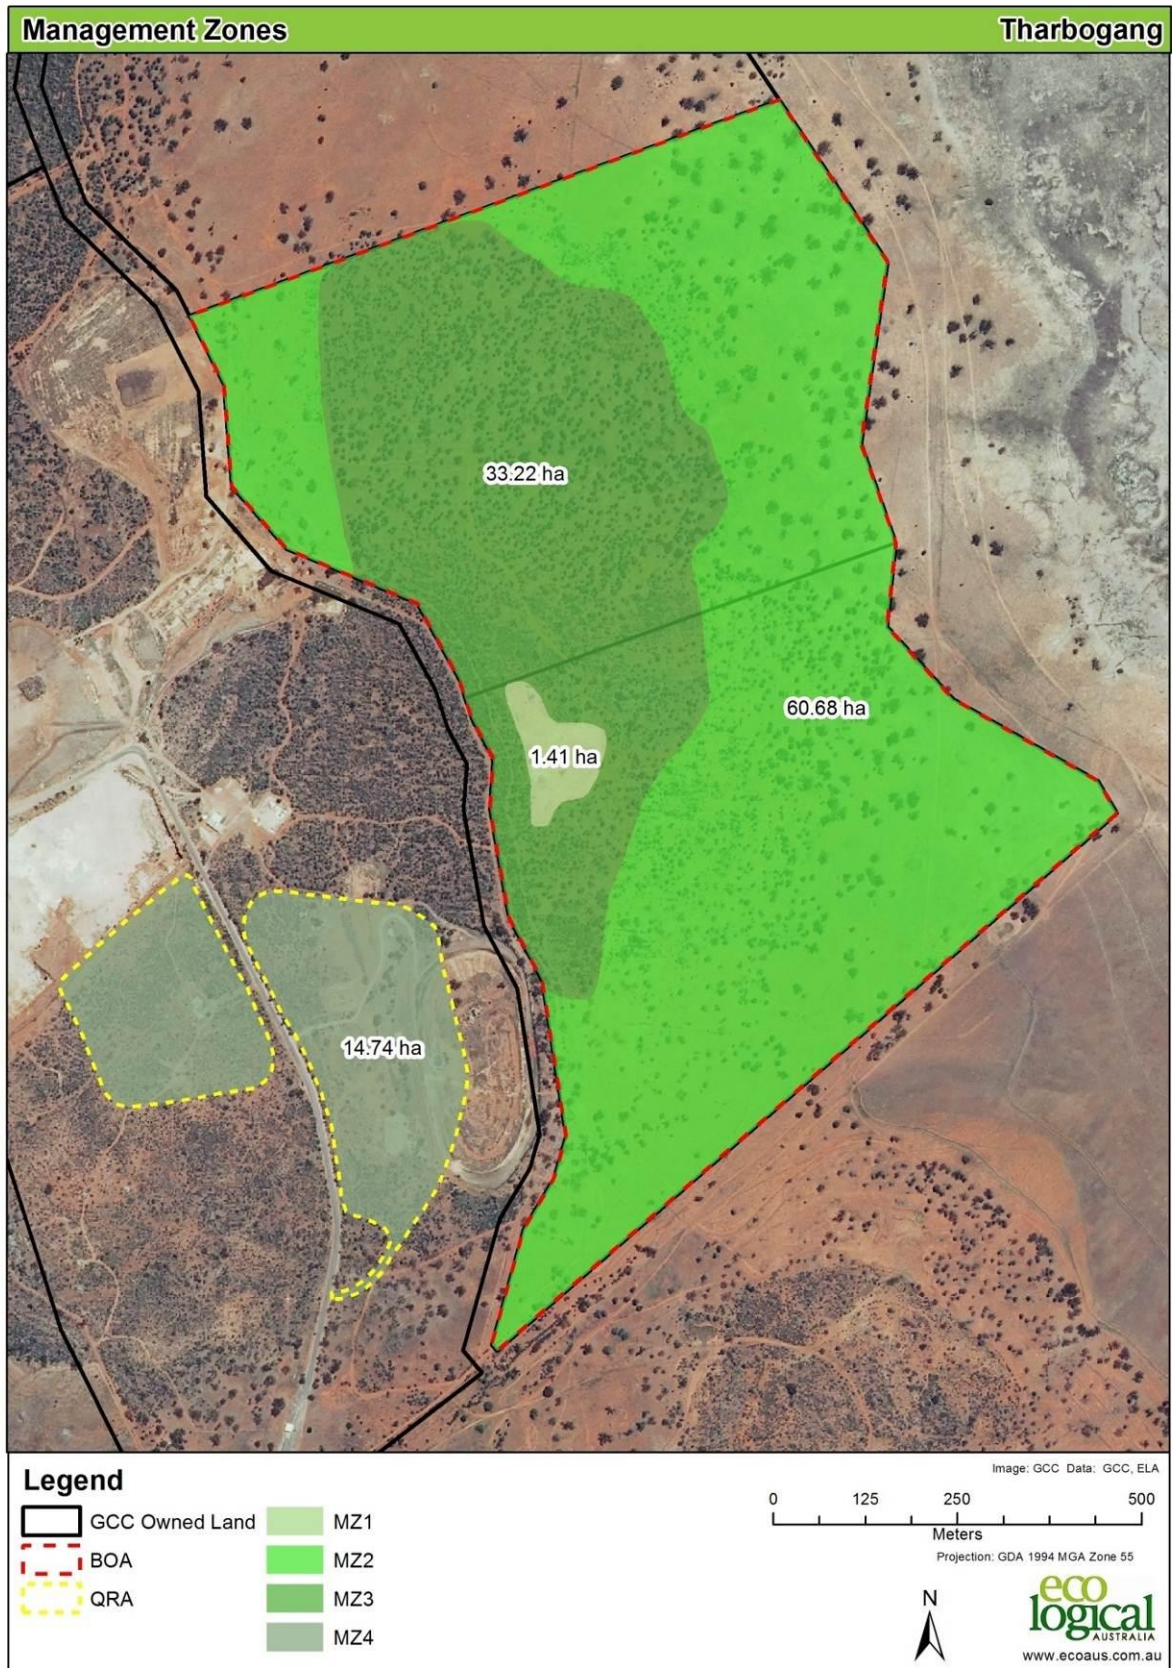 Management Zones Tharbogang
33.22 ha
60.68 ha
1.41 ha
14.74 ha
Legend
GCC Owned Land
BOA
QRA
MZ1
MZ2
MZ3
MZ4
Image: GCC Data: GCC, ELA
0 125 250 500
Meters
Projection: GDA 1994 MGA Zone 55
N
eco
logical
AUSTRALIA
www.ecoaus.com.au